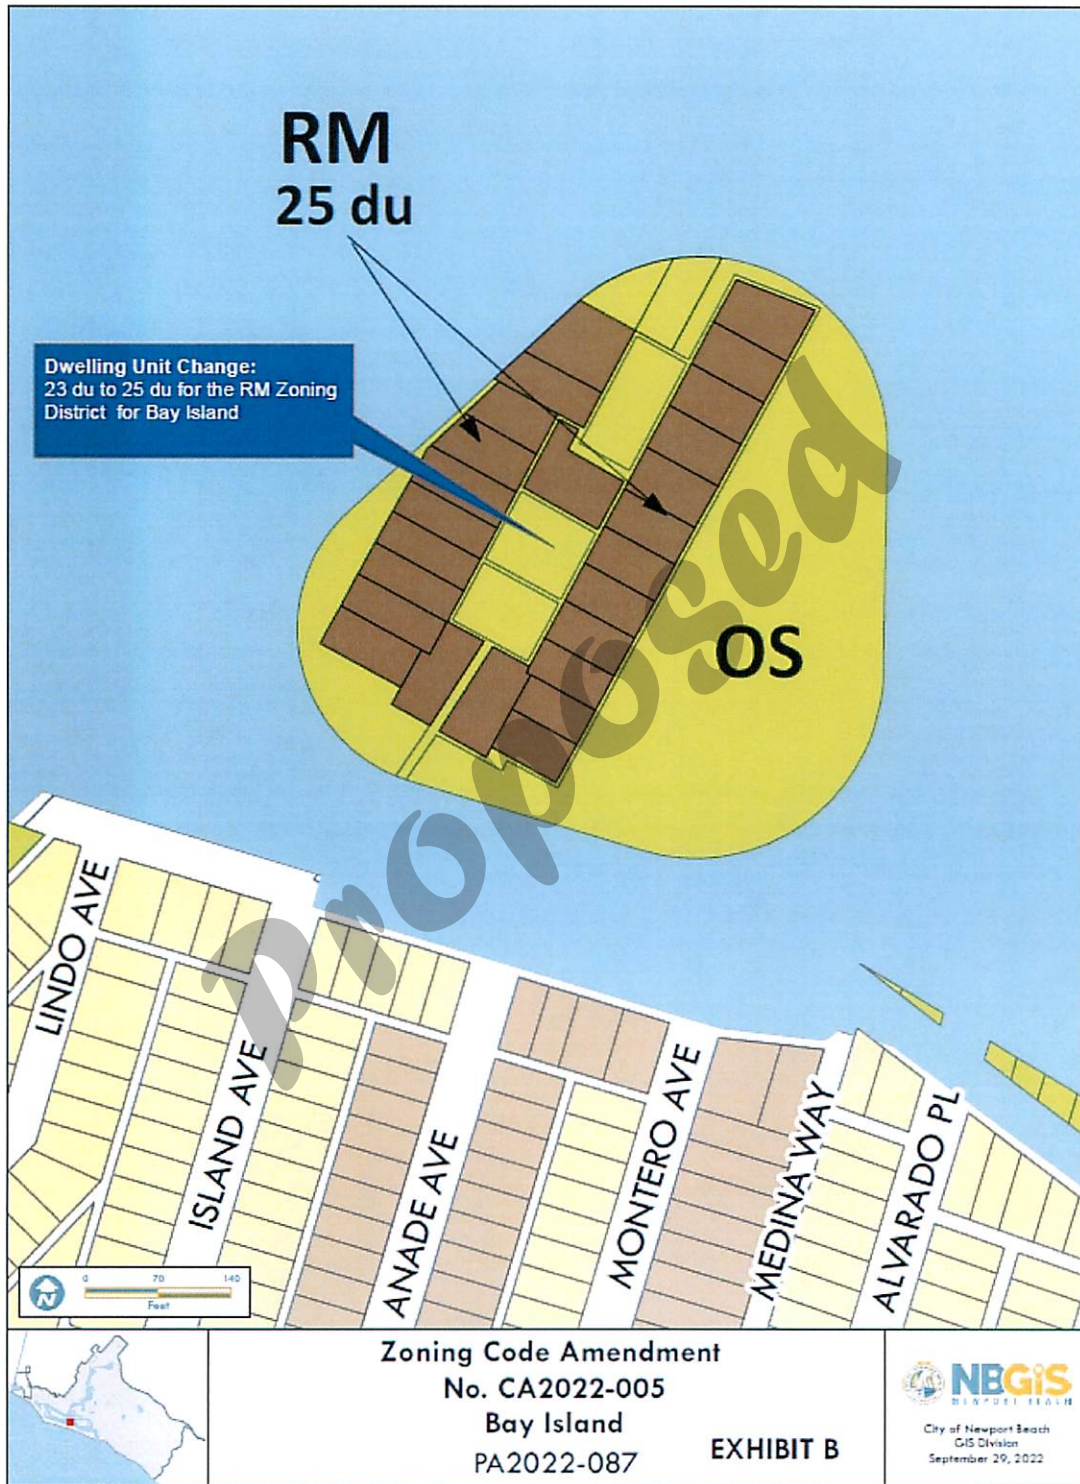 RM
25 du
Dwelling Unit Change:
23 du to 25 du for the RM Zoning
District for Bay Island
OS
Proposed
LINDO AVE
ISLAND AVE
ANADE AVE
MONTERO AVE
MEDINA WAY
ALVARADO PL
N
0 70 140
Feet
Zoning Code Amendment
No. CA2022-005
Bay Island
PA2022-087
EXHIBIT B
NBGIS
NEWPORT BEACH
City of Newport Beach
GIS Division
September 29, 2022